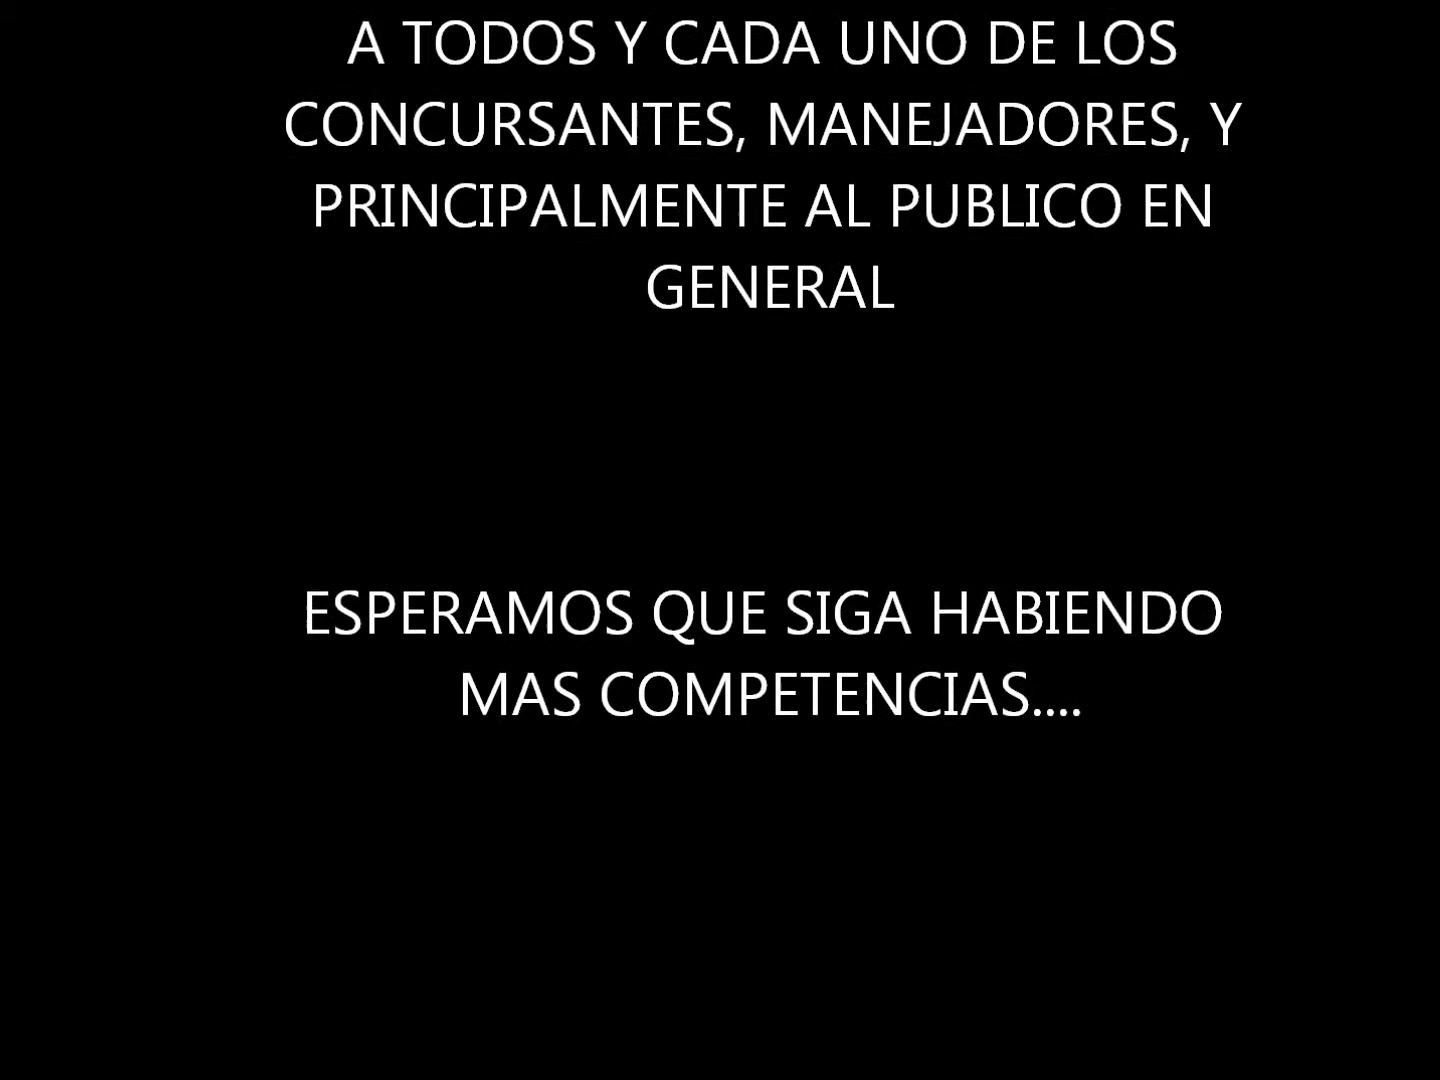 A TODOS Y CADA UNO DE LOS
CONCURSANTES, MANEJADORES, Y
PRINCIPALMENTE AL PUBLICO EN
GENERAL
ESPERAMOS QUE SIGA HABIENDO
MAS COMPETENCIAS....